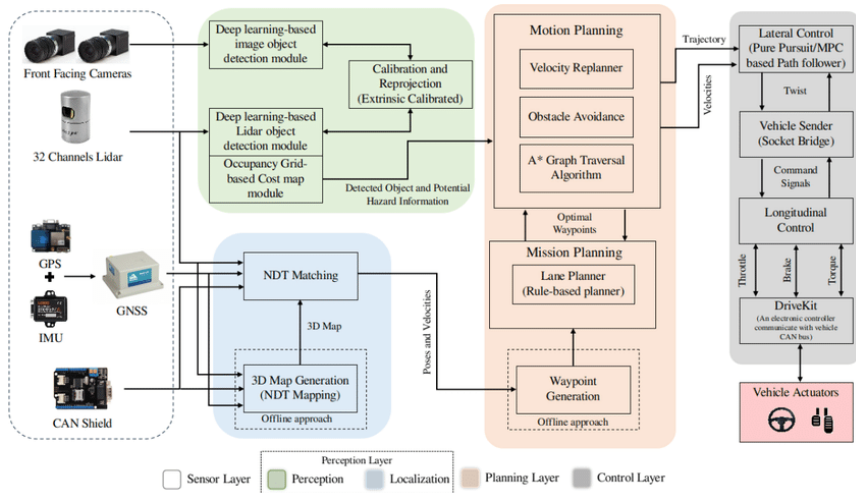 Front Facing Cameras
32 Channels Lidar
GPS
+
IMU
GNSS
CAN Shield
Deep learning-based
image object
detection module
Calibration and
Reprojection
(Extrinsic Calibrated)
Deep learning-based
Lidar object
detection module
Occupancy Grid-
based Cost map
module
Detected Object and Potential
Hazard Information
NDT Matching
3D Map
3D Map Generation
(NDT Mapping)
Offline approach
Poses and Velocities
Motion Planning
Velocity Replanner
Obstacle Avoidance
A* Graph Traversal
Algorithm
Optimal
Waypoints
Mission Planning
Lane Planner
(Rule-based planner)
Waypoint
Generation
Offline approach
Trajectory
Velocities
Lateral Control
(Pure Pursuit/MPC
based Path follower)
Twist
Vehicle Sender
(Socket Bridge)
Command
Signals
Longitudinal
Control
Throttle
Brake
Torque
DriveKit
(An electronic controller
communicate with vehicle
CAN bus)
Vehicle Actuators
Perception Layer
Sensor Layer
Perception
Localization
Planning Layer
Control Layer